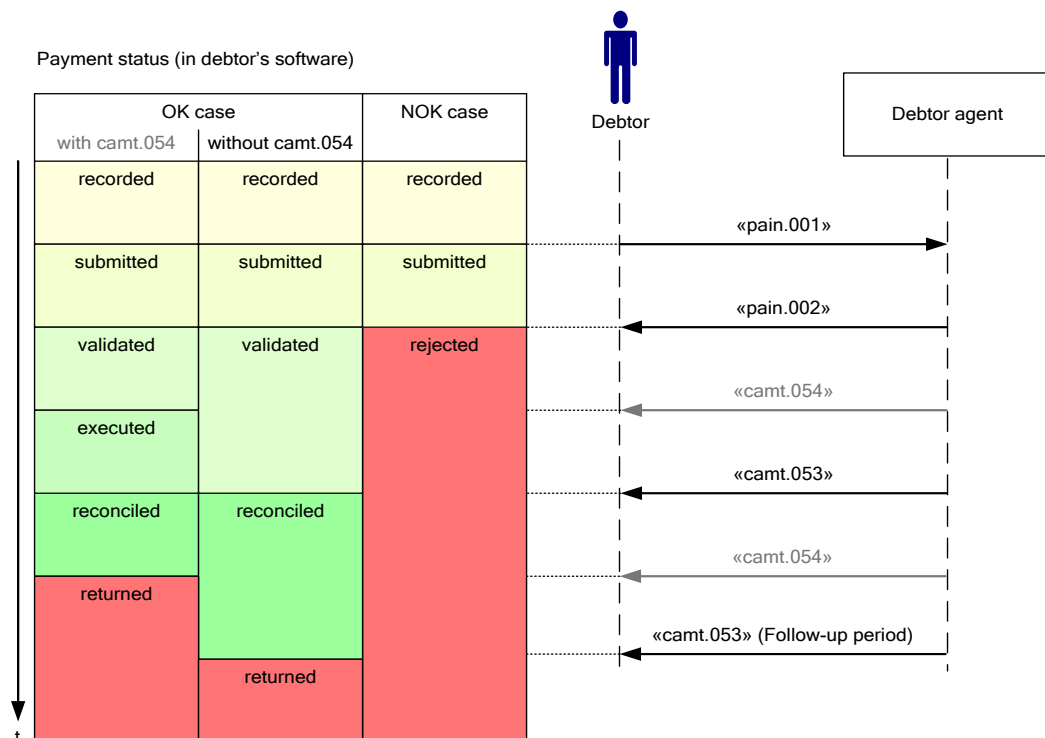 Payment status (in debtor’s software)
OK case
NOK case
with camt.054
without camt.054
Debtor
Debtor agent
recorded
recorded
recorded
«pain.001»
submitted
submitted
submitted
«pain.002»
validated
validated
rejected
«camt.054»
executed
«camt.053»
reconciled
reconciled
«camt.054»
returned
«camt.053» (Follow-up period)
returned
t